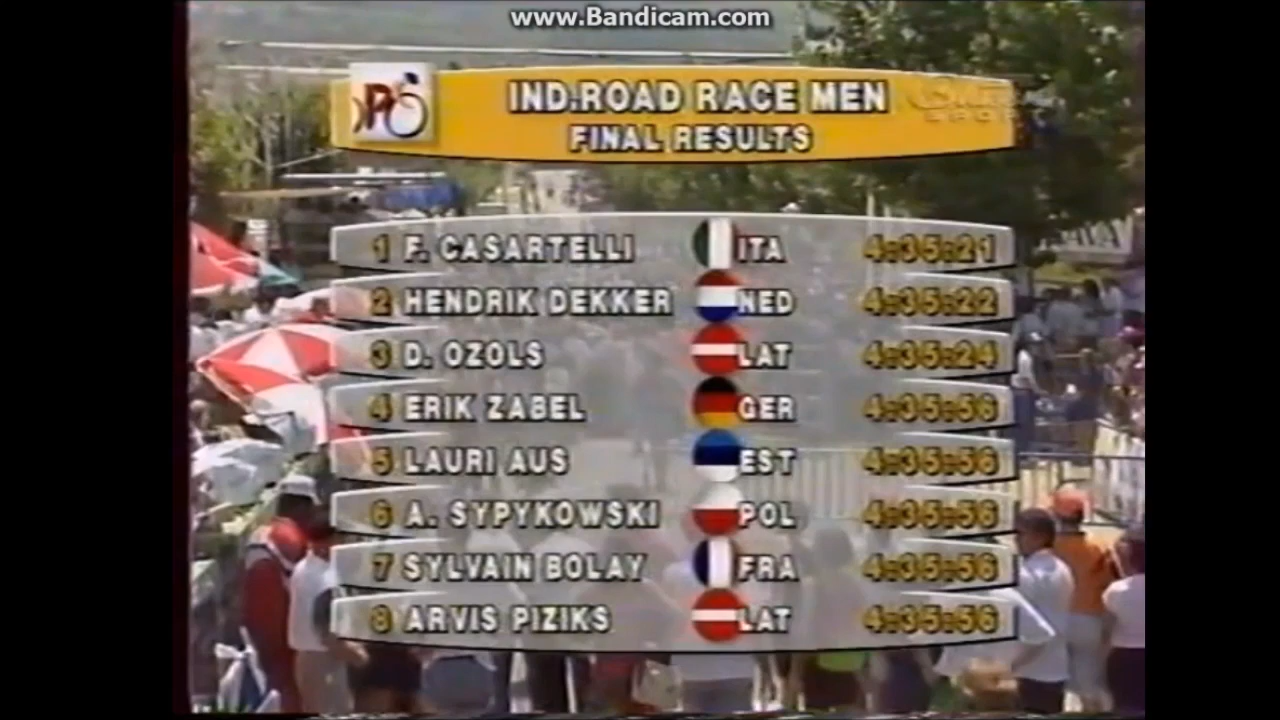 www.Bandicam.com
IND.ROAD RACE MEN
FINAL RESULTS
1 F. CASARTELLI ITA 4:35:21
2 HENDRIK DEKKER NED 4:35:22
3 D. OZOLS LAT 4:35:24
4 ERIK ZABEL GER 4:35:56
5 LAURI AUS EST 4:35:56
6 A. SYPYKOWSKI POL 4:35:56
7 SYLVAIN BOLAY FRA 4:35:56
8 ARVIS PIZIKS LAT 4:35:56